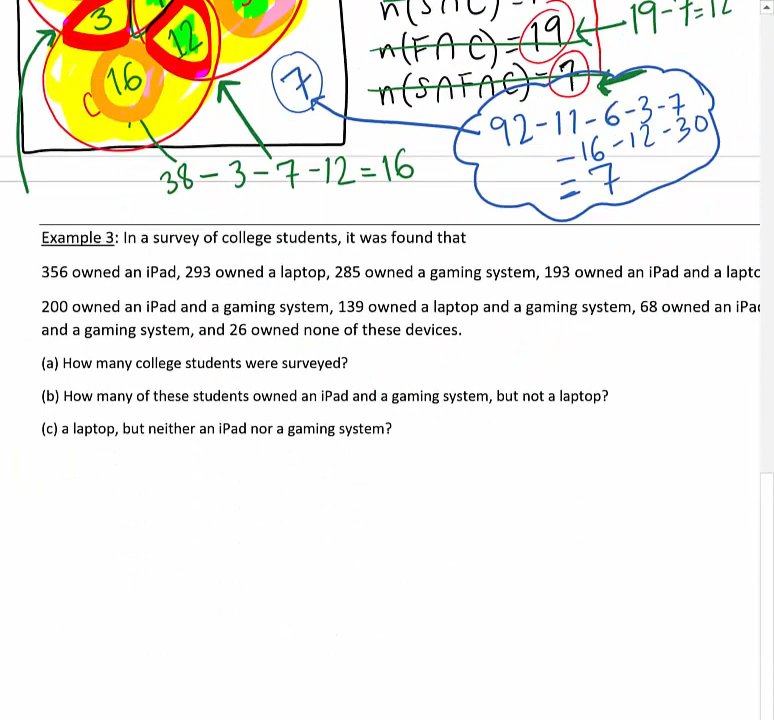 3
12
16
C
7
n(S∩C) =
n(F∩C) = 19
19-7=12
n(S∩F∩C) = 7
92-11-6-3-7
-16-12-30
= 7
38-3-7-12=16
Example 3: In a survey of college students, it was found that
356 owned an iPad, 293 owned a laptop, 285 owned a gaming system, 193 owned an iPad and a
200 owned an iPad and a gaming system, 139 owned a laptop and a gaming system, 68 owned an
and a gaming system, and 26 owned none of these devices.
(a) How many college students were surveyed?
(b) How many of these students owned an iPad and a gaming system, but not a laptop?
(c) a laptop, but neither an iPad nor a gaming system?